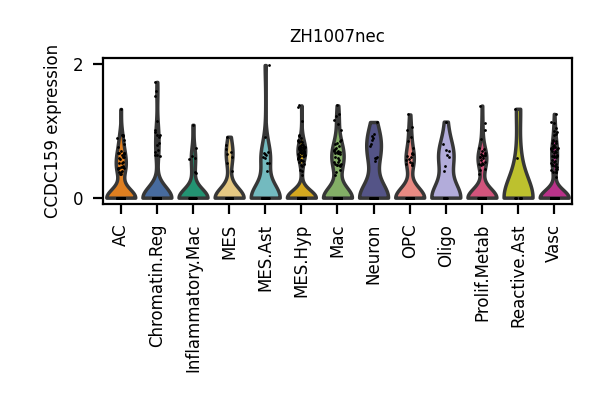 ZH1007nec
CCDC159 expression
2
0
AC
Chromatin.Reg
Inflammatory.Mac
MES
MES.Ast
MES.Hyp
Mac
Neuron
OPC
Oligo
Prolif.Metab
Reactive.Ast
Vasc